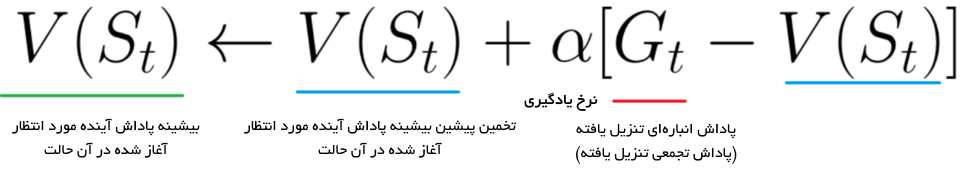 V(S_t) ← V(S_t) + α[G_t − V(S_t)]
نرخ یادگیری
بیشینه پاداش آینده مورد انتظار
آغاز شده در آن حالت
تخمین پیشین بیشینه پاداش آینده مورد انتظار
آغاز شده در آن حالت
پاداش انباره‌ای تنزیل یافته
(پاداش تجمعی تنزیل یافته)